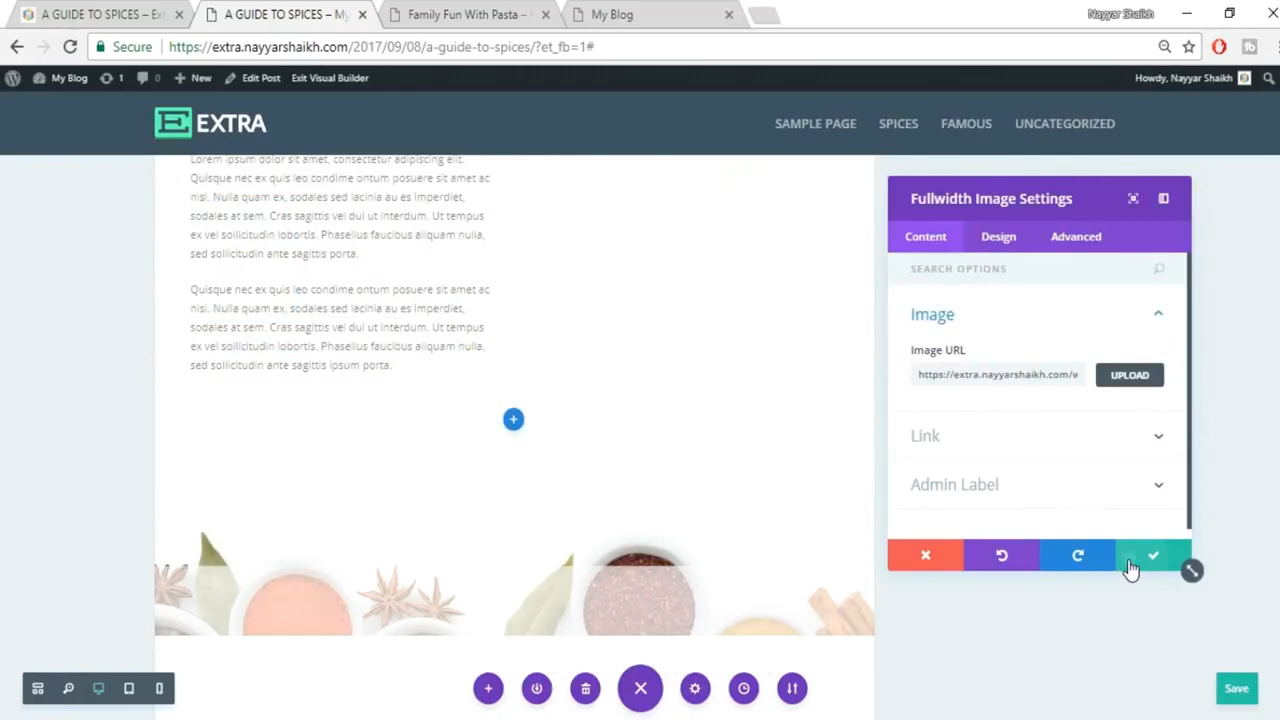 A GUIDE TO SPICES – Ex
A GUIDE TO SPICES – My
Family Fun With Pasta –
My Blog
Nayyar Shaikh
Secure
https://extra.nayyarshaikh.com/2017/09/08/a-guide-to-spices/?et_fb=1#
My Blog
1
0
New
Edit Post
Exit Visual Builder
Howdy, Nayyar Shaikh
E EXTRA
SAMPLE PAGE
SPICES
FAMOUS
UNCATEGORIZED
Lorem ipsum dolor sit amet, consectetur adipiscing elit.
Quisque nec ex quis leo condime ontum posuere sit amet ac
nisi. Nulla quam ex, sodales sed lacinia au es imperdiet,
sodales at sem. Cras sagittis vel dui ut interdum. Ut tempus
ex vel sollicitudin lobortis. Phasellus faucibus aliquam nulla,
sed sollicitudin ante sagittis porta.
Quisque nec ex quis leo condime ontum posuere sit amet ac
nisi. Nulla quam ex, sodales sed lacinia au es imperdiet,
sodales at sem. Cras sagittis vel dui ut interdum. Ut tempus
ex vel sollicitudin lobortis. Phasellus faucibus aliquam nulla,
sed sollicitudin ante sagittis ipsum porta.
Fullwidth Image Settings
Content
Design
Advanced
SEARCH OPTIONS
Image
Image URL
https://extra.nayyarshaikh.com/w
UPLOAD
Link
Admin Label
Save